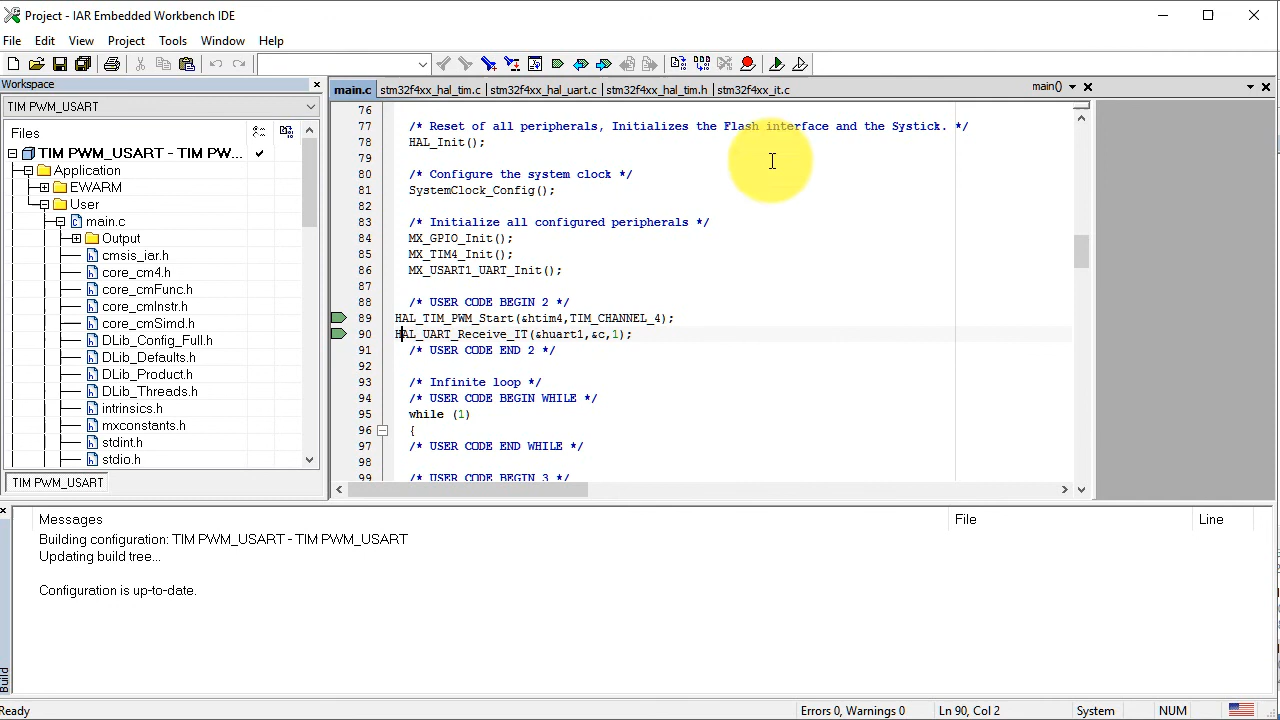 Project - IAR Embedded Workbench IDE
File Edit View Project Tools Window Help
Workspace
TIM PWM_USART
Files
TIM PWM_USART - TIM PW...
Application
EWARM
User
main.c
Output
cmsis_iar.h
core_cm4.h
core_cmFunc.h
core_cmInstr.h
core_cmSimd.h
DLib_Config_Full.h
DLib_Defaults.h
DLib_Product.h
DLib_Threads.h
intrinsics.h
mxconstants.h
stdint.h
stdio.h
TIM PWM_USART
main.c stm32f4xx_hal_tim.c stm32f4xx_hal_uart.c stm32f4xx_hal_tim.h stm32f4xx_it.c main()
76
77 /* Reset of all peripherals, Initializes the Flash interface and the Systick. */
78 HAL_Init();
79
80 /* Configure the system clock */
81 SystemClock_Config();
82
83 /* Initialize all configured peripherals */
84 MX_GPIO_Init();
85 MX_TIM4_Init();
86 MX_USART1_UART_Init();
87
88 /* USER CODE BEGIN 2 */
89 HAL_TIM_PWM_Start(&htim4,TIM_CHANNEL_4);
90 HAL_UART_Receive_IT(&huart1,&c,1);
91 /* USER CODE END 2 */
92
93 /* Infinite loop */
94 /* USER CODE BEGIN WHILE */
95 while (1)
96 {
97 /* USER CODE END WHILE */
98
99 /* USER CODE BEGIN 3 */
Messages File Line
Building configuration: TIM PWM_USART - TIM PWM_USART
Updating build tree...
Configuration is up-to-date.
Build
Ready Errors 0, Warnings 0 Ln 90, Col 2 System NUM